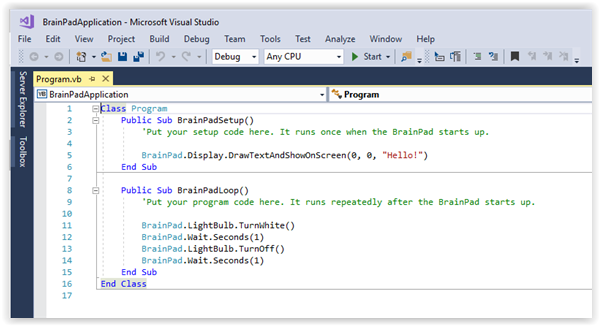 BrainPadApplication - Microsoft Visual Studio
File Edit View Project Build Debug Team Tools Test Analyze Window Help
Debug Any CPU Start
Server Explorer
Toolbox
Program.vb
VB BrainPadApplication Program
1 Class Program
2 Public Sub BrainPadSetup()
3 'Put your setup code here. It runs once when the BrainPad starts up.
4
5 BrainPad.Display.DrawTextAndShowOnScreen(0, 0, "Hello!")
6 End Sub
7
8 Public Sub BrainPadLoop()
9 'Put your program code here. It runs repeatedly after the BrainPad starts up.
10
11 BrainPad.LightBulb.TurnWhite()
12 BrainPad.Wait.Seconds(1)
13 BrainPad.LightBulb.TurnOff()
14 BrainPad.Wait.Seconds(1)
15 End Sub
16 End Class
17